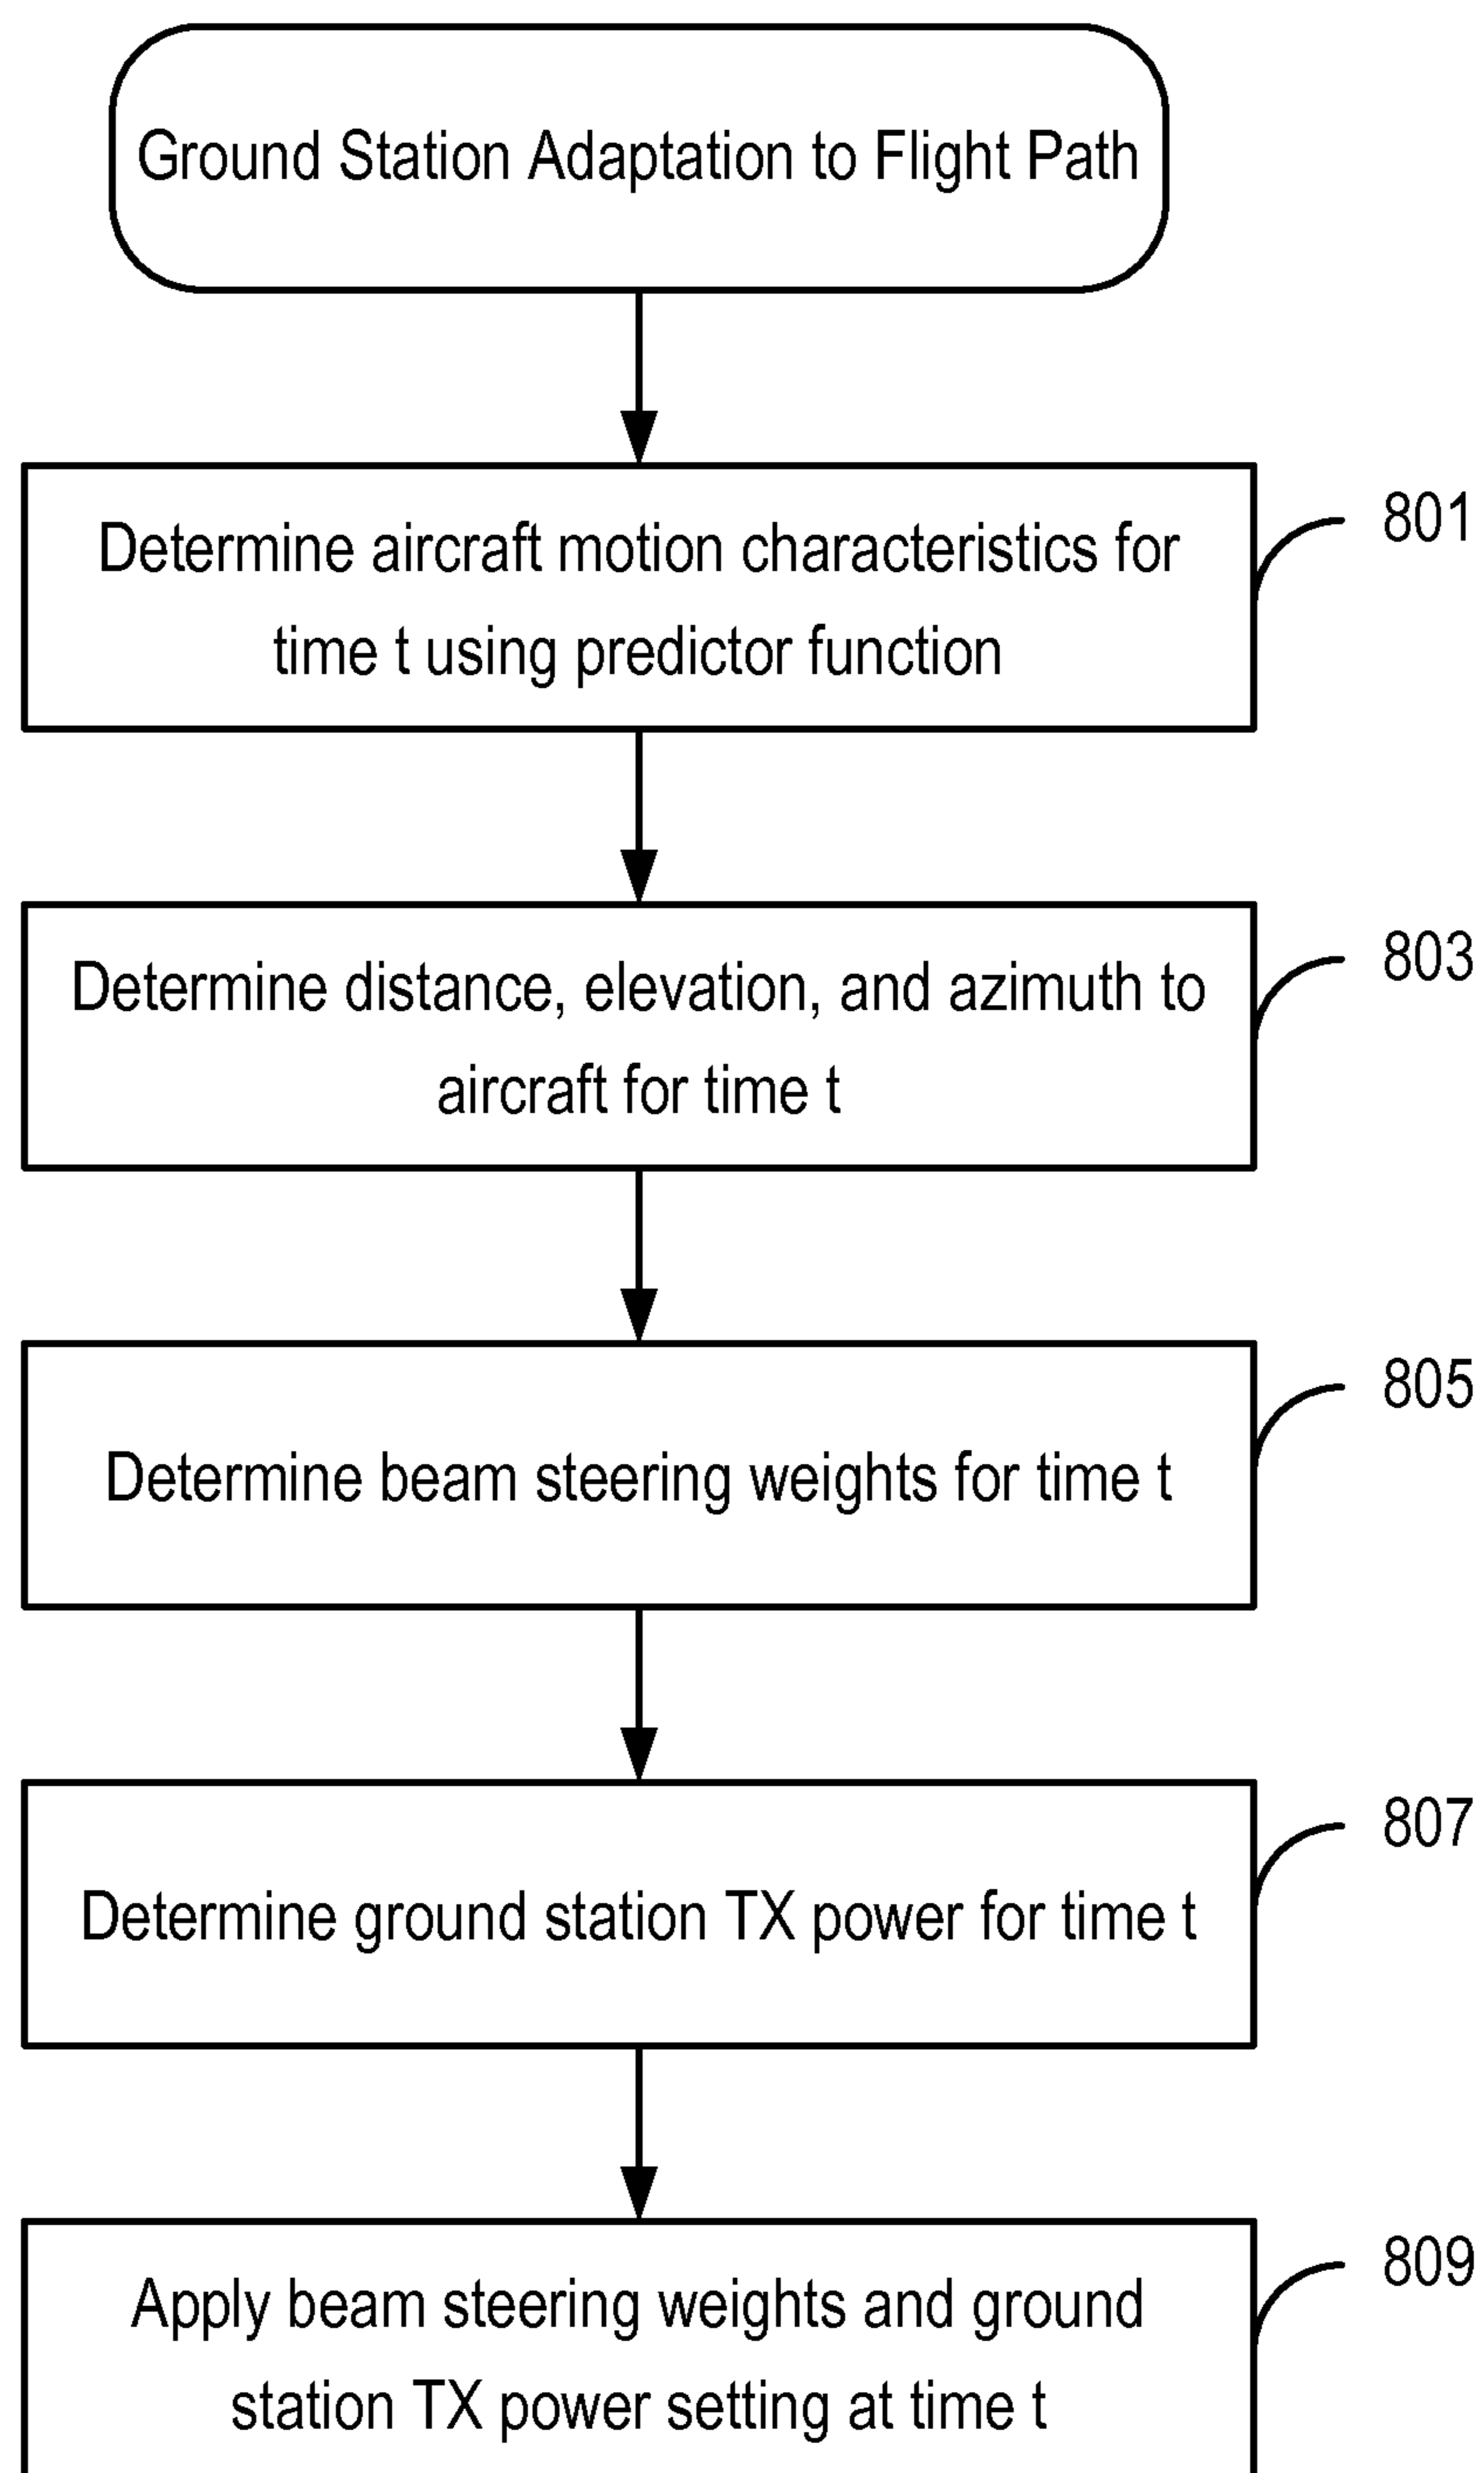 Ground Station Adaptation to Flight Path
Determine aircraft motion characteristics for
time t using predictor function
801
Determine distance, elevation, and azimuth to
aircraft for time t
803
Determine beam steering weights for time t
805
Determine ground station TX power for time t
807
Apply beam steering weights and ground
station TX power setting at time t
809